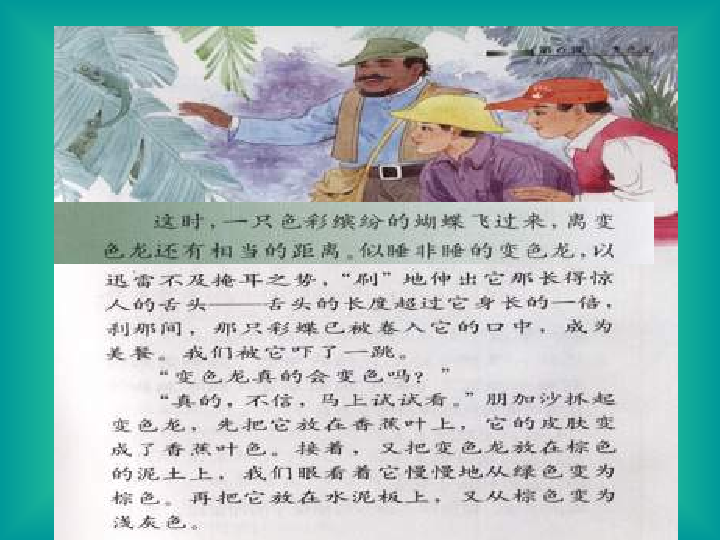 第6课 变色龙
这时，一只色彩缤纷的蝴蝶飞过来，离变
色龙还有相当的距离。似睡非睡的变色龙，以
迅雷不及掩耳之势，“刷”地伸出它那长得惊
人的舌头——舌头的长度超过它身长的一倍，
刹那间，那只彩蝶已被卷入它的口中，成为
美餐。我们被它吓了一跳。
“变色龙真的会变色吗？”
“真的，不信，马上试试看。”朋加沙抓起
变色龙，先把它放在香蕉叶上，它的皮肤变
成了香蕉叶色。接着，又把变色龙放在棕色
的泥土上，我们眼看着它慢慢地从绿色变为
棕色。再把它放在水泥板上，又从棕色变为
浅灰色。